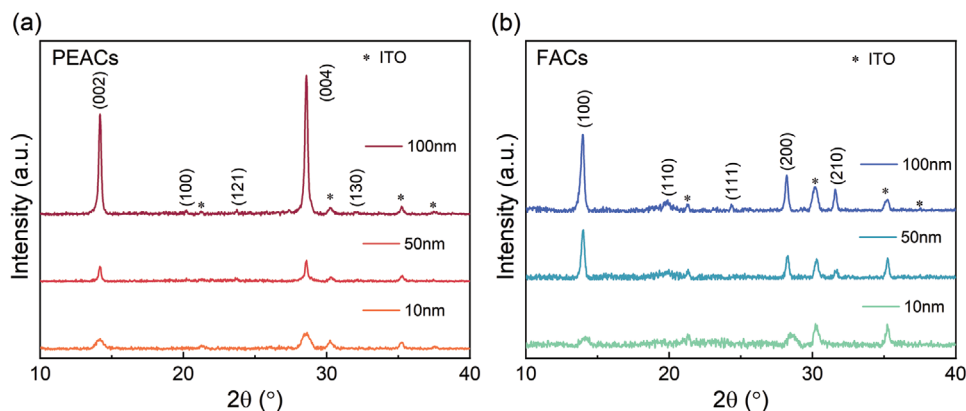 (a)
PEACs
* ITO
(002)
(004)
100nm
(100)
*
(121)
*
(130)
*
*
50nm
10nm
Intensity (a.u.)
10
20
30
40
2θ (°)
(b)
FACs
* ITO
(100)
100nm
(110)
*
(111)
(200)
*
(210)
*
*
50nm
10nm
Intensity (a.u.)
10
20
30
40
2θ (°)